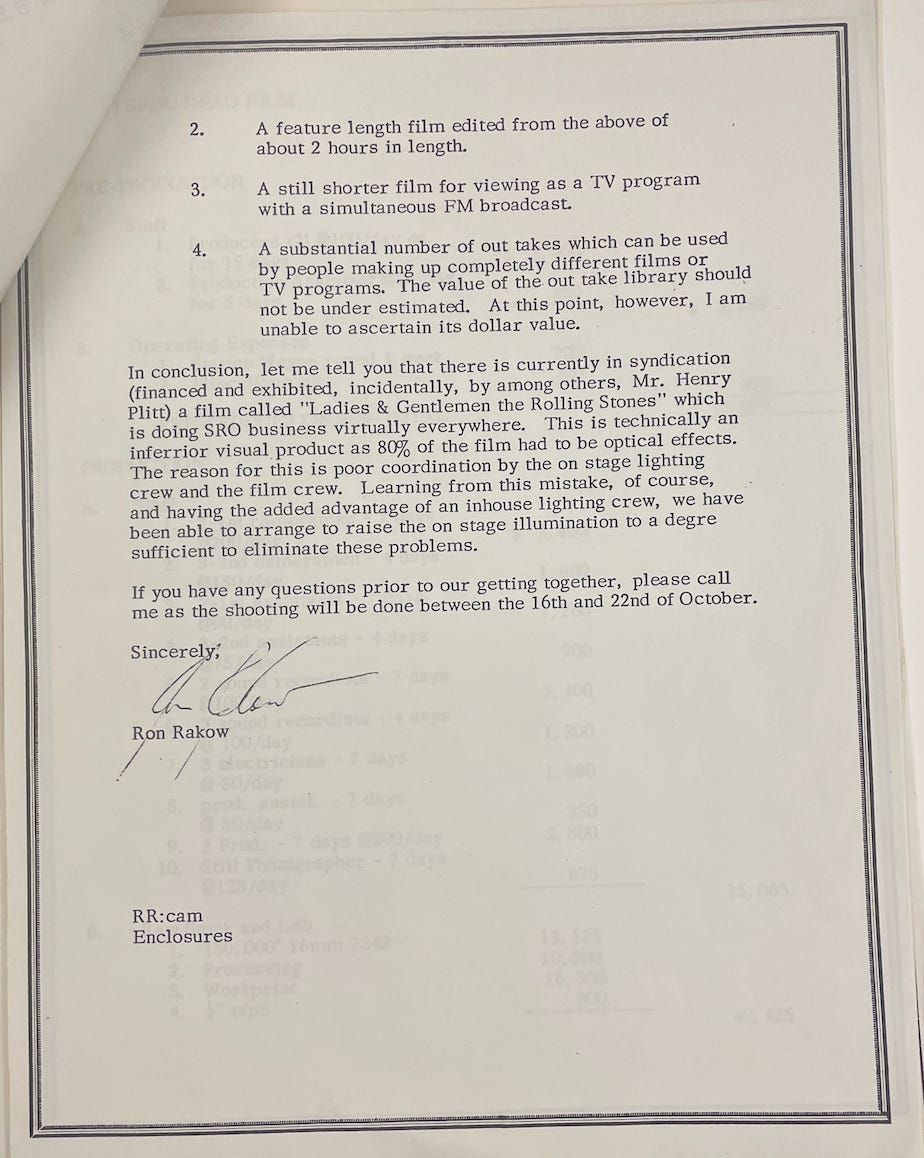 2. A feature length film edited from the above of
about 2 hours in length.
3. A still shorter film for viewing as a TV program
with a simultaneous FM broadcast.
4. A substantial number of out takes which can be used
by people making up completely different films or
TV programs. The value of the out take library should
not be under estimated. At this point, however, I am
unable to ascertain its dollar value.
In conclusion, let me tell you that there is currently in syndication
(financed and exhibited, incidentally, by among others, Mr. Henry
Plitt) a film called "Ladies & Gentlemen the Rolling Stones" which
is doing SRO business virtually everywhere. This is technically an
inferrior visual product as 80% of the film had to be optical effects.
The reason for this is poor coordination by the on stage lighting
crew and the film crew. Learning from this mistake, of course,
and having the added advantage of an inhouse lighting crew, we have
been able to arrange to raise the on stage illumination to a degre
sufficient to eliminate these problems.
If you have any questions prior to our getting together, please call
me as the shooting will be done between the 16th and 22nd of October.
Sincerely,
Ron Rakow
RR:cam
Enclosures